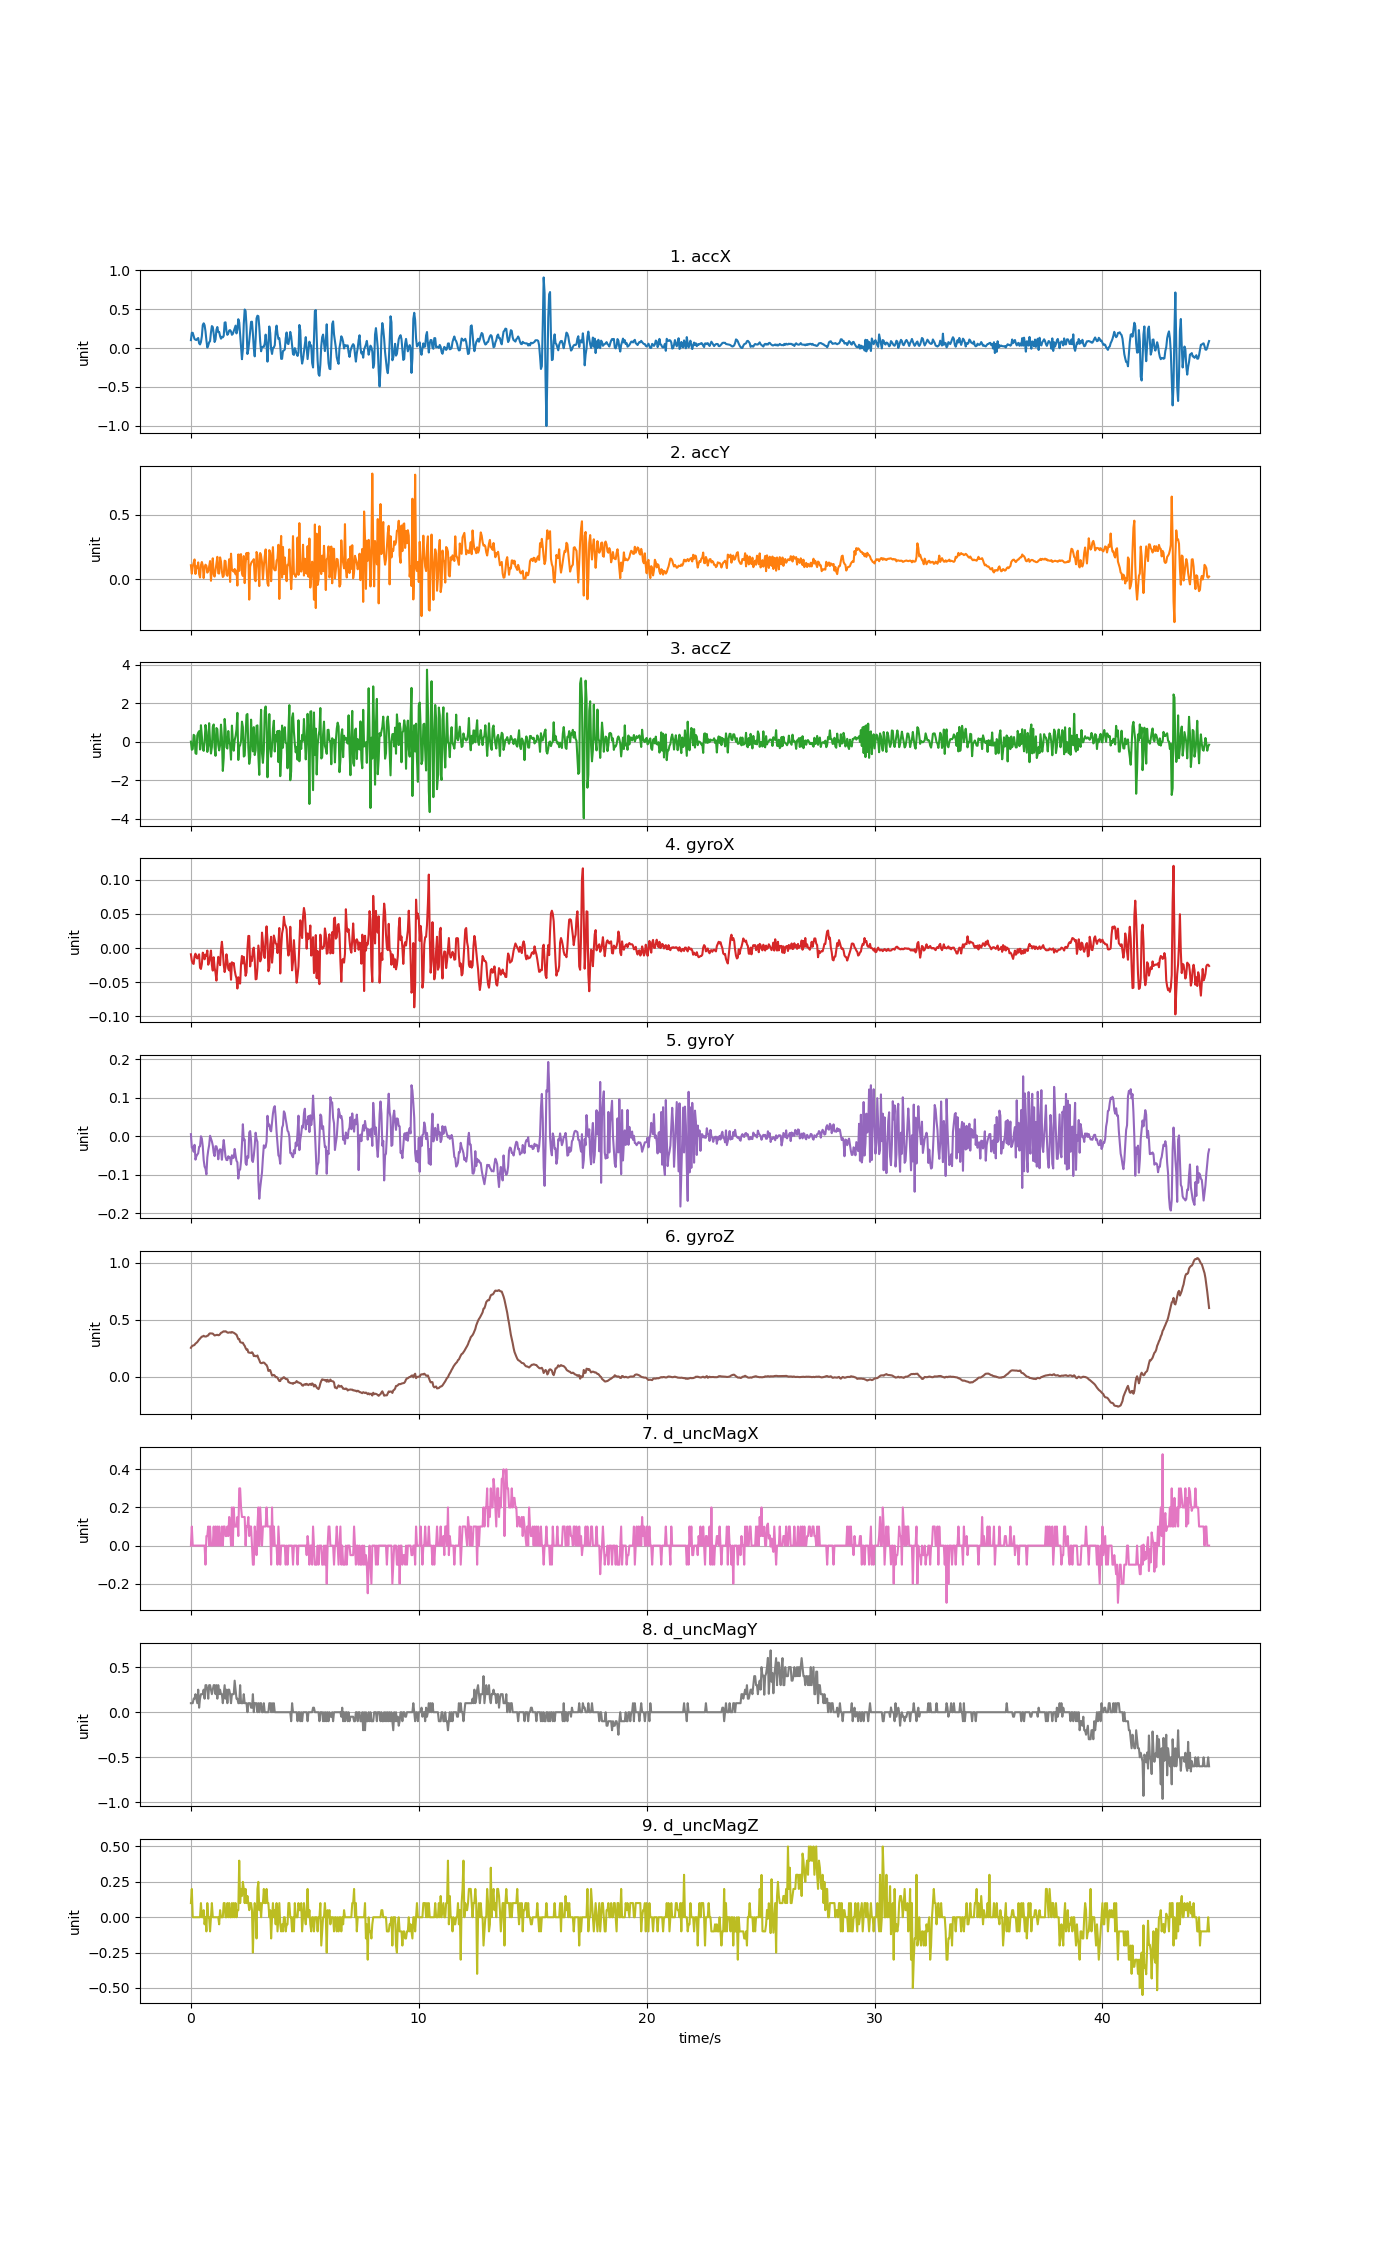 1. accX
1.0
0.5
0.0
−0.5
−1.0
unit
2. accY
0.5
0.0
unit
3. accZ
4
2
0
−2
−4
unit
4. gyroX
0.10
0.05
0.00
−0.05
−0.10
unit
5. gyroY
0.2
0.1
0.0
−0.1
−0.2
unit
6. gyroZ
1.0
0.5
0.0
unit
7. d_uncMagX
0.4
0.2
0.0
−0.2
unit
8. d_uncMagY
0.5
0.0
−0.5
−1.0
unit
9. d_uncMagZ
0.50
0.25
0.00
−0.25
−0.50
unit
0 10 20 30 40
time/s